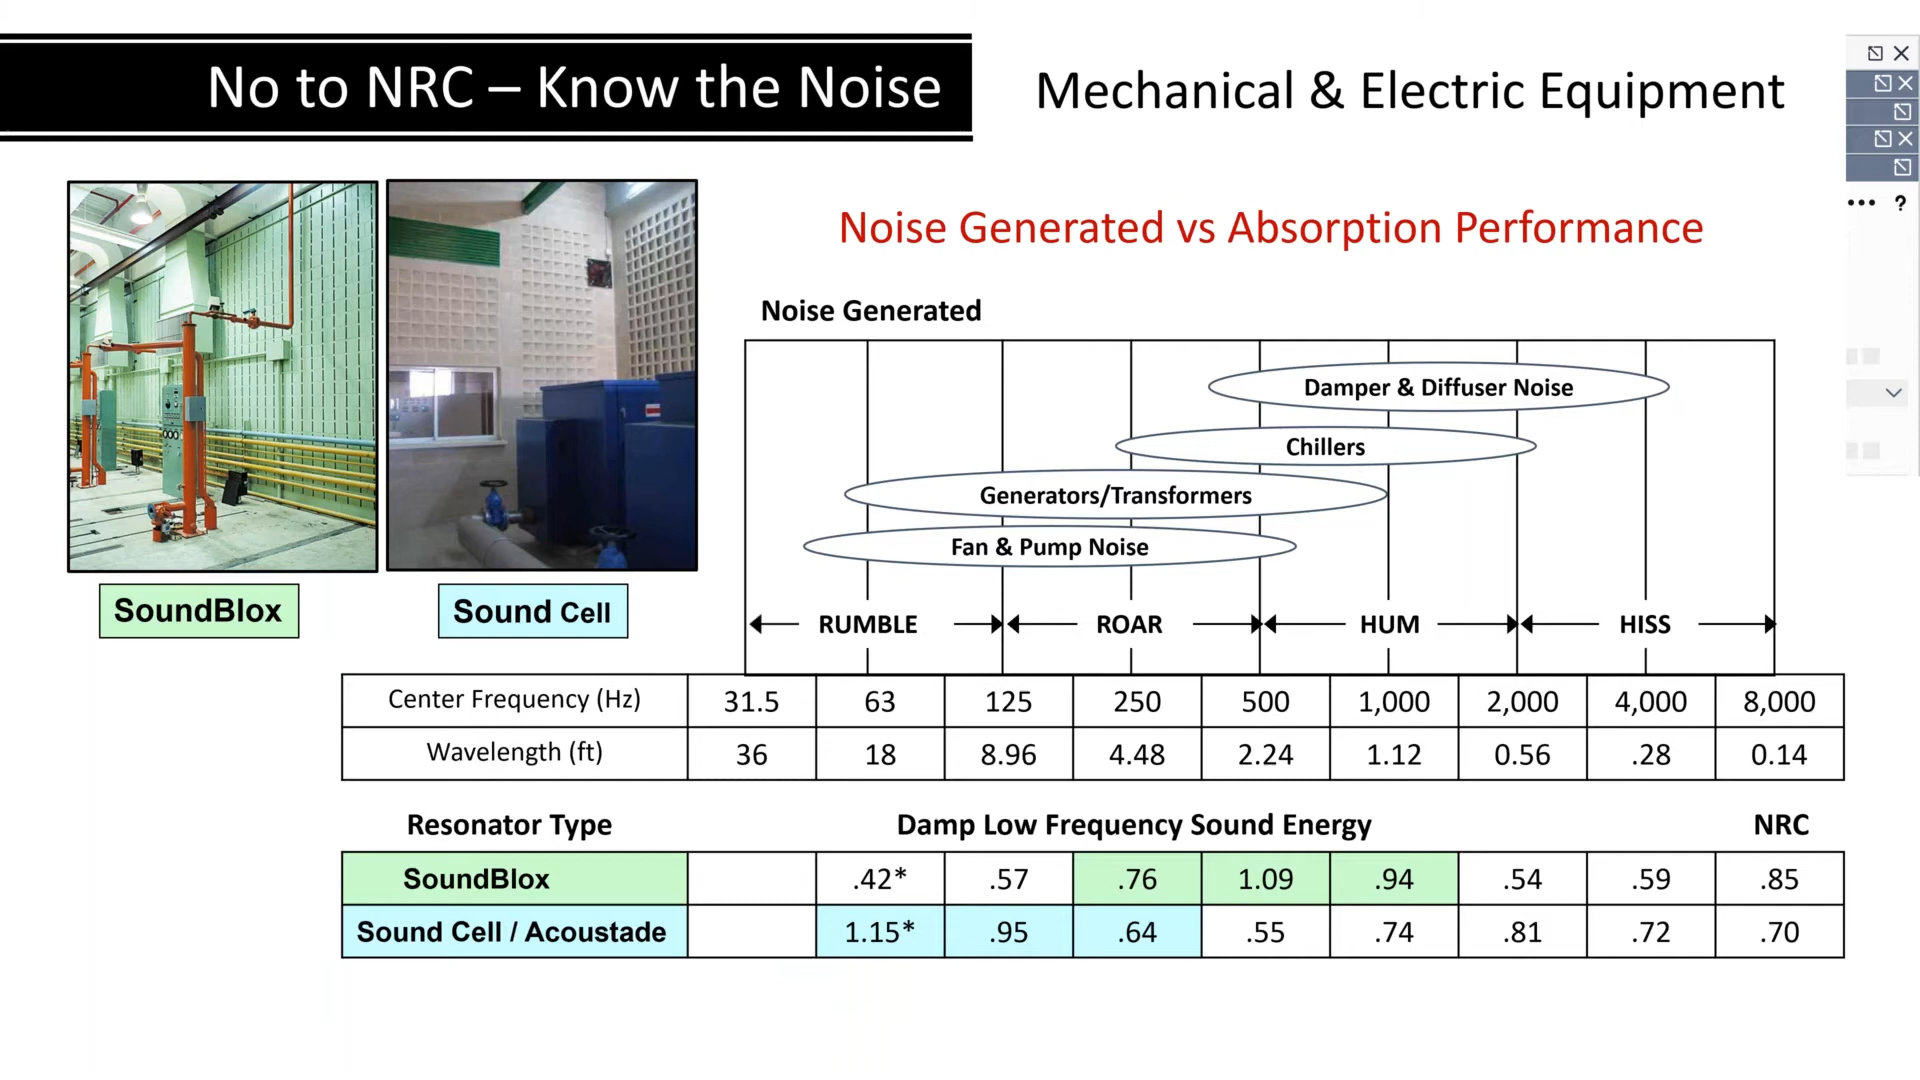 No to NRC – Know the Noise
Mechanical & Electric Equipment
Noise Generated vs Absorption Performance
Noise Generated
Damper & Diffuser Noise
Chillers
Generators/Transformers
Fan & Pump Noise
SoundBlox
Sound Cell
RUMBLE ROAR HUM HISS
Center Frequency (Hz) 31.5 63 125 250 500 1,000 2,000 4,000 8,000
Wavelength (ft) 36 18 8.96 4.48 2.24 1.12 0.56 .28 0.14
Resonator Type Damp Low Frequency Sound Energy NRC
SoundBlox .42* .57 .76 1.09 .94 .54 .59 .85
Sound Cell / Acoustade 1.15* .95 .64 .55 .74 .81 .72 .70